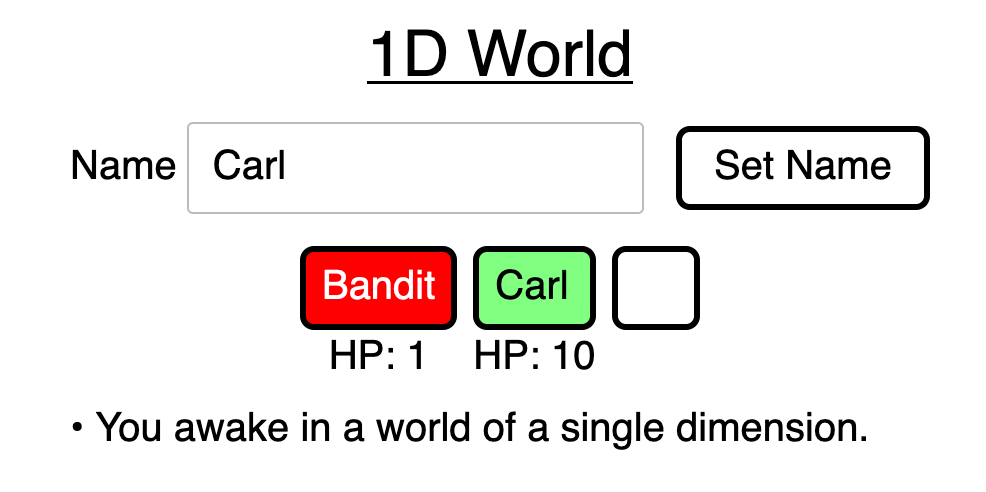 1D World
Name Carl Set Name
Bandit Carl
HP: 1 HP: 10
• You awake in a world of a single dimension.